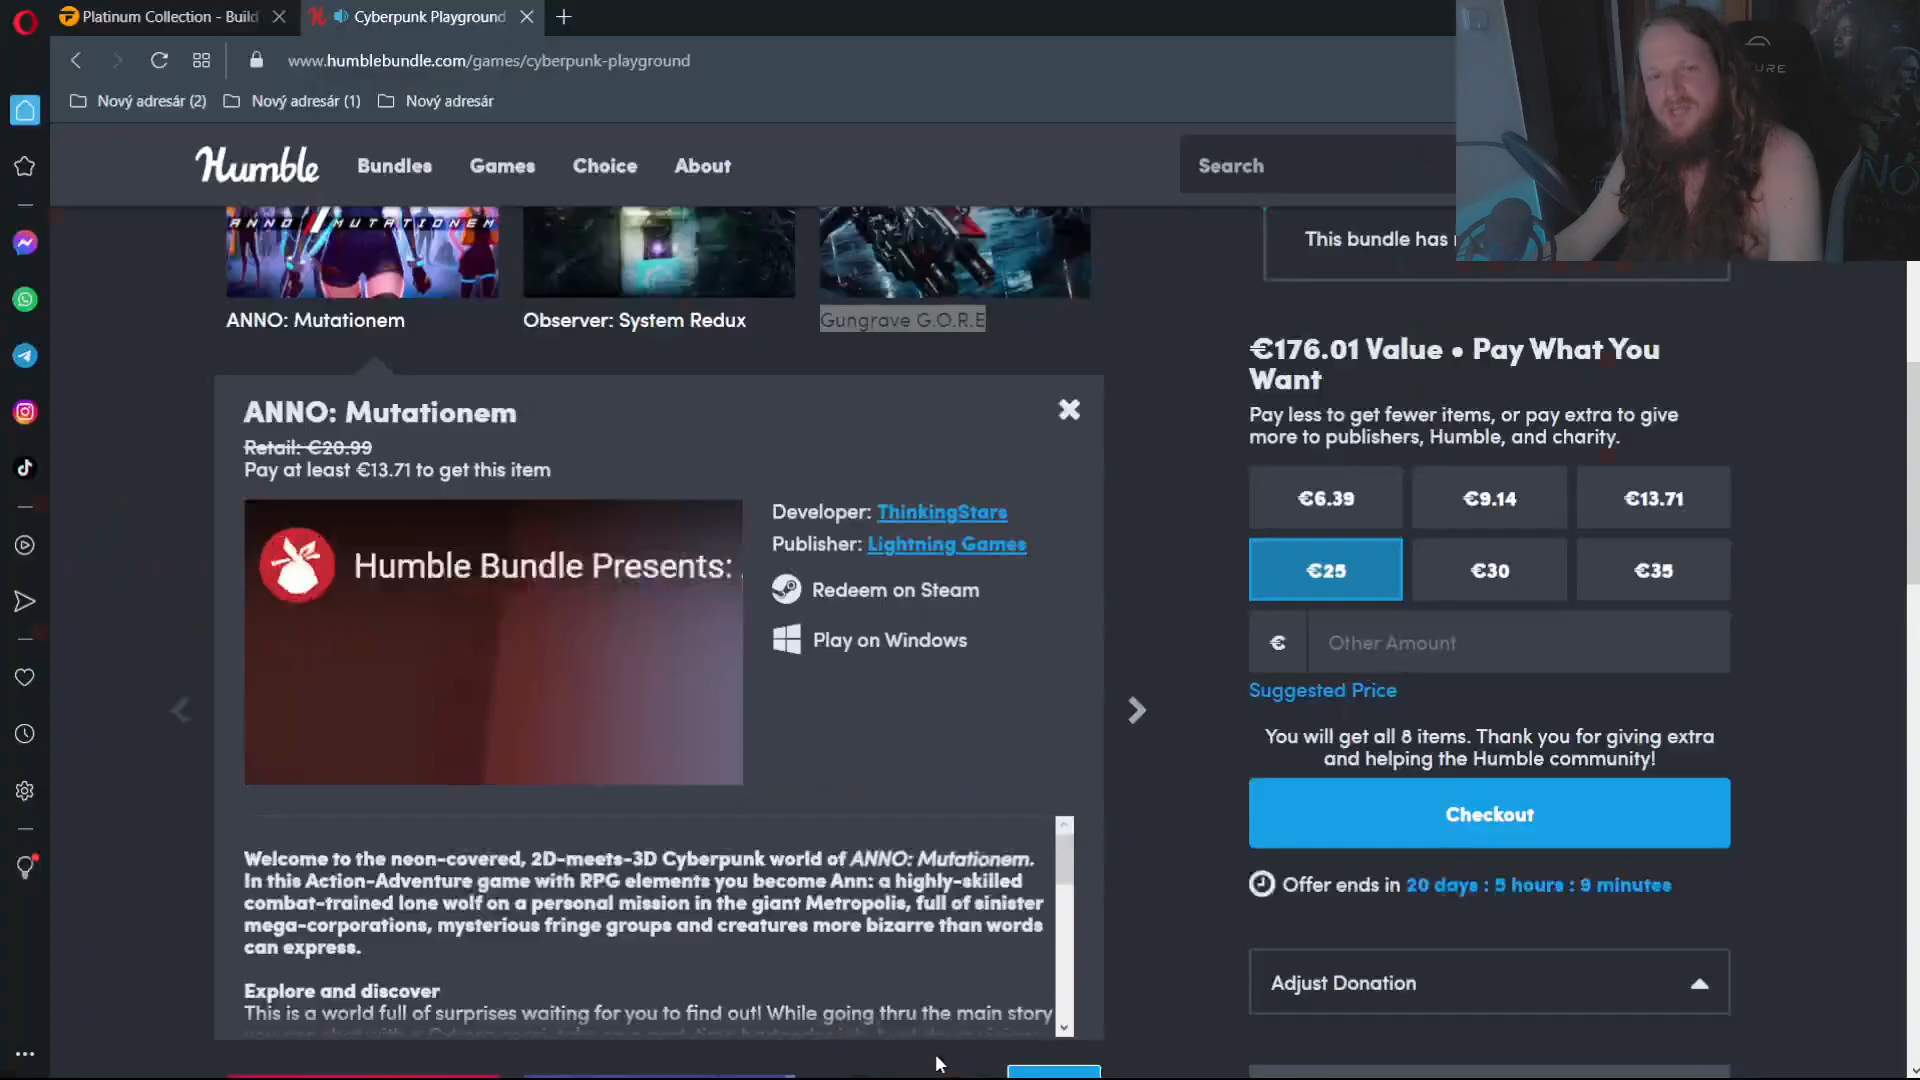 Platinum Collection - Build
Cyberpunk Playground
www.humblebundle.com/games/cyberpunk-playground
Nový adresár (2)
Nový adresár (1)
Nový adresár
Humble
Bundles
Games
Choice
About
Search
ANNO MUTATIONEM
This bundle has
ANNO: Mutationem
Observer: System Redux
Gungrave G.O.R.E
€176.01 Value • Pay What You
Want
Pay less to get fewer items, or pay extra to give
more to publishers, Humble, and charity.
ANNO: Mutationem
Retail: €20.99
Pay at least €13.71 to get this item
Humble Bundle Presents:
Developer: ThinkingStars
Publisher: Lightning Games
Redeem on Steam
Play on Windows
€6.39
€9.14
€13.71
€25
€30
€35
€
Other Amount
Suggested Price
You will get all 8 items. Thank you for giving extra
and helping the Humble community!
Checkout
Offer ends in 20 days : 5 hours : 9 minutes
Adjust Donation
Welcome to the neon-covered, 2D-meets-3D Cyberpunk world of ANNO: Mutationem.
In this Action-Adventure game with RPG elements you become Ann: a highly-skilled
combat-trained lone wolf on a personal mission in the giant Metropolis, full of sinister
mega-corporations, mysterious fringe groups and creatures more bizarre than words
can express.
Explore and discover
This is a world full of surprises waiting for you to find out! While going thru the main story